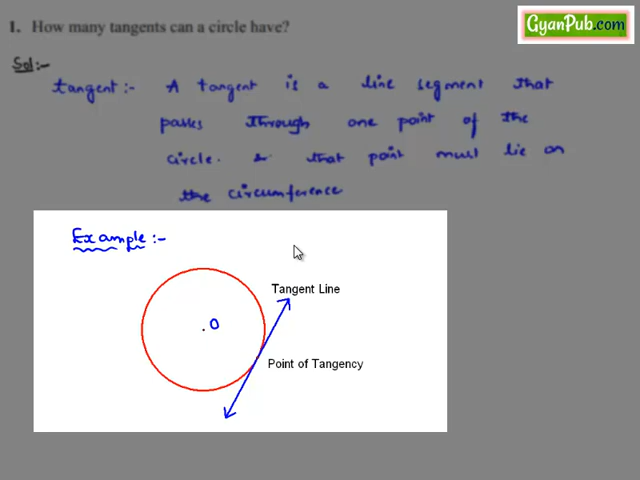 GyanPub.com
1. How many tangents can a circle have?
Sol:-
tangent:- A tangent is a line segment that
passes through one point of the
circle. & that point must lie on
the circumference
Example:-
Tangent Line
O
Point of Tangency